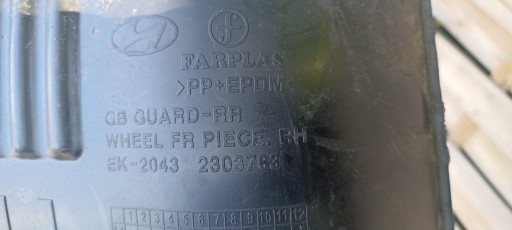 FARPLAS
>PP+EPDM<
GB GUARD-RR
WHEEL FR PIECE. RH
EK-2043 2303783
1 2 3 4 5 6 7 8 9 10 11 12